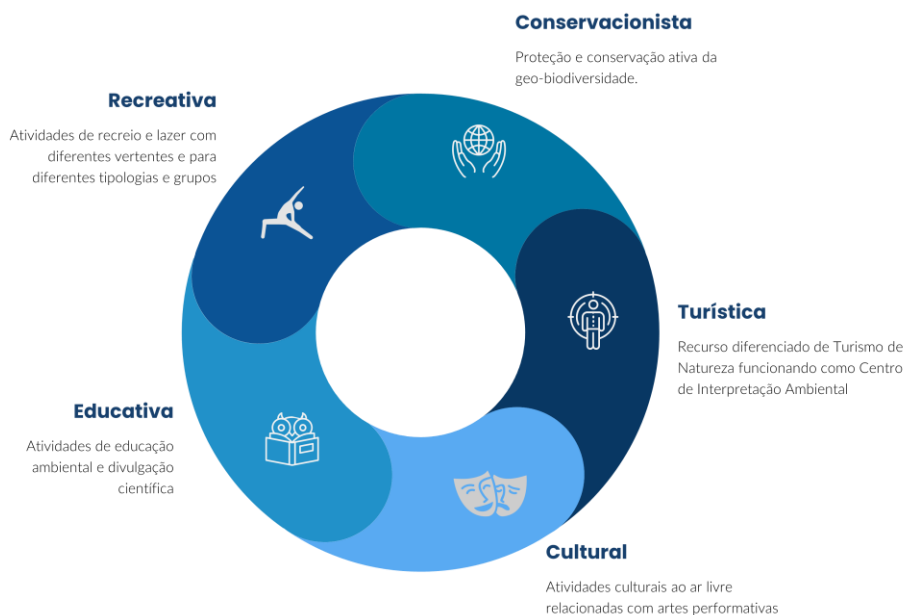 Conservacionista
Proteção e conservação ativa da
geo-biodiversidade.
Recreativa
Atividades de recreio e lazer com
diferentes vertentes e para
diferentes tipologias e grupos
Turística
Recurso diferenciado de Turismo de
Natureza funcionando como Centro
de Interpretação Ambiental
Educativa
Atividades de educação
ambiental e divulgação
científica
Cultural
Atividades culturais ao ar livre
relacionadas com artes performativas